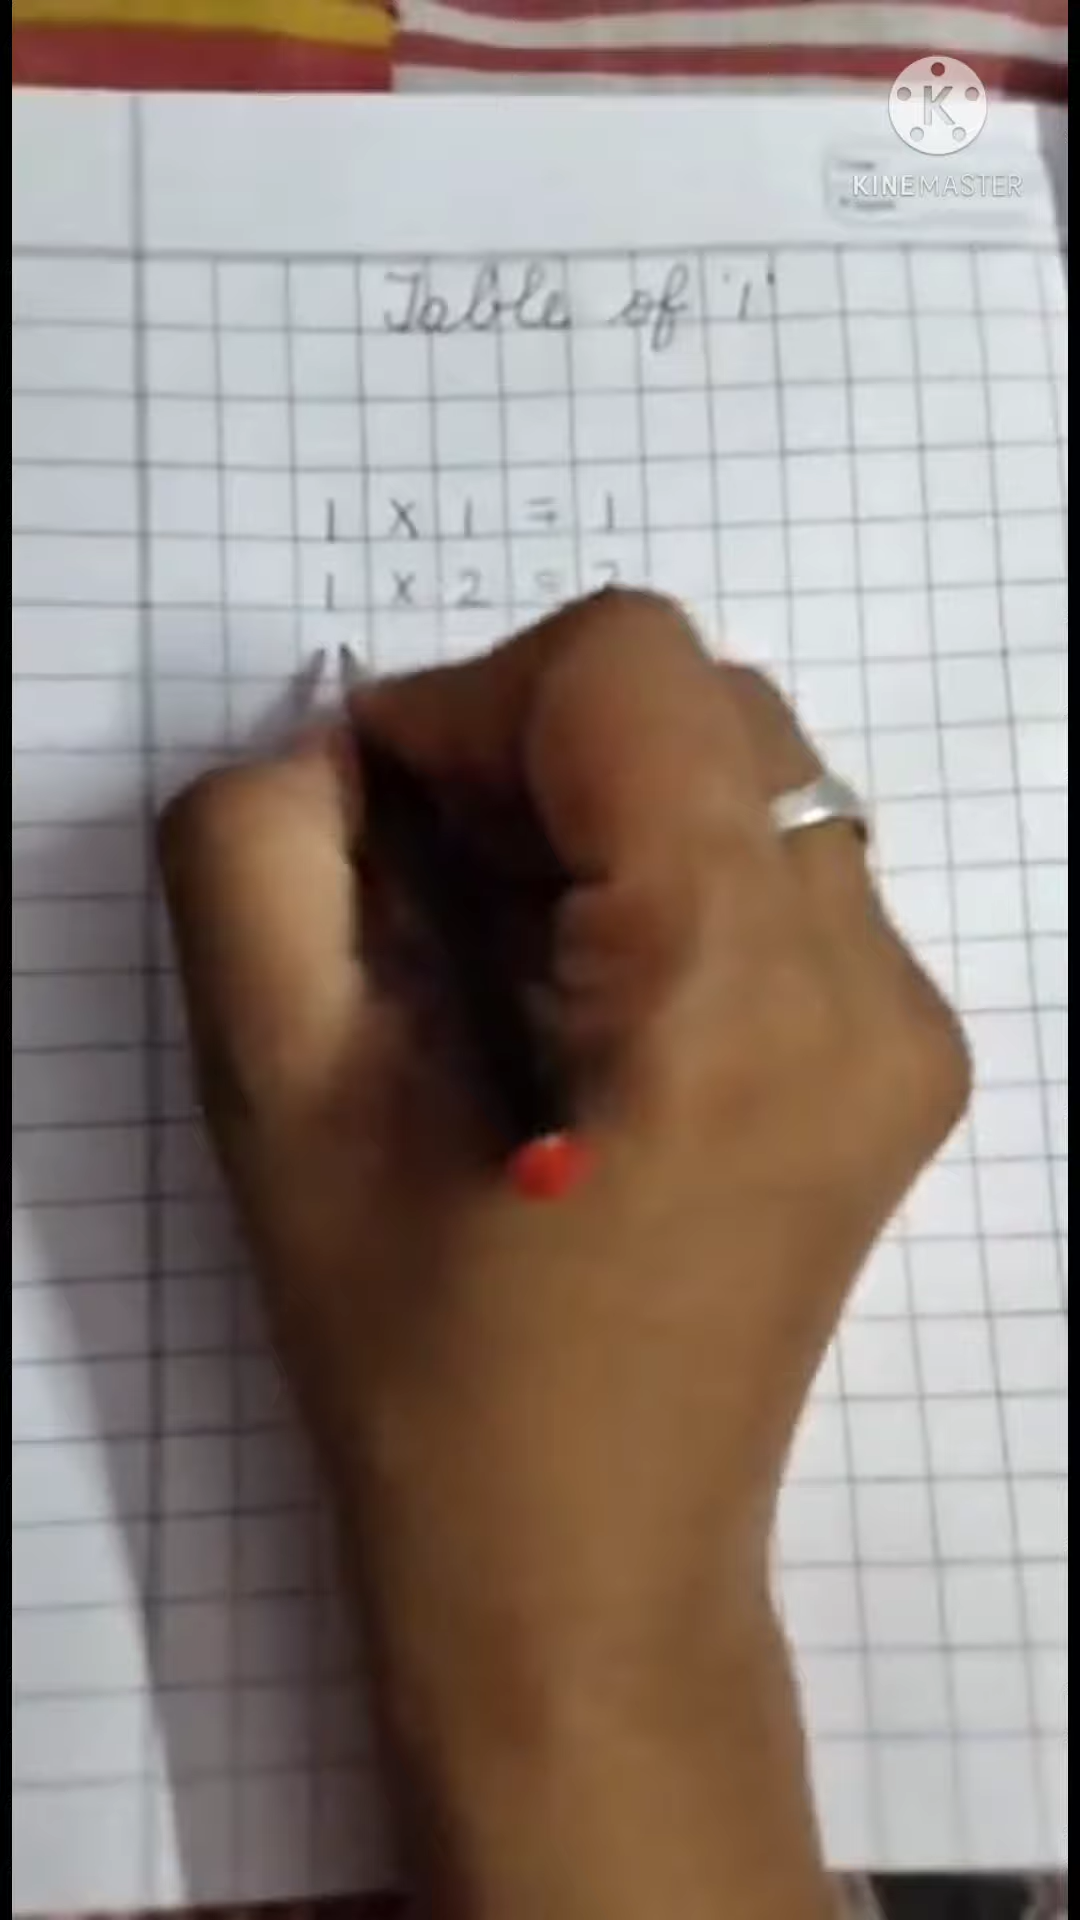 KINEMASTER
Table of '1'
1 X 1 = 1
1 X 2 = 2